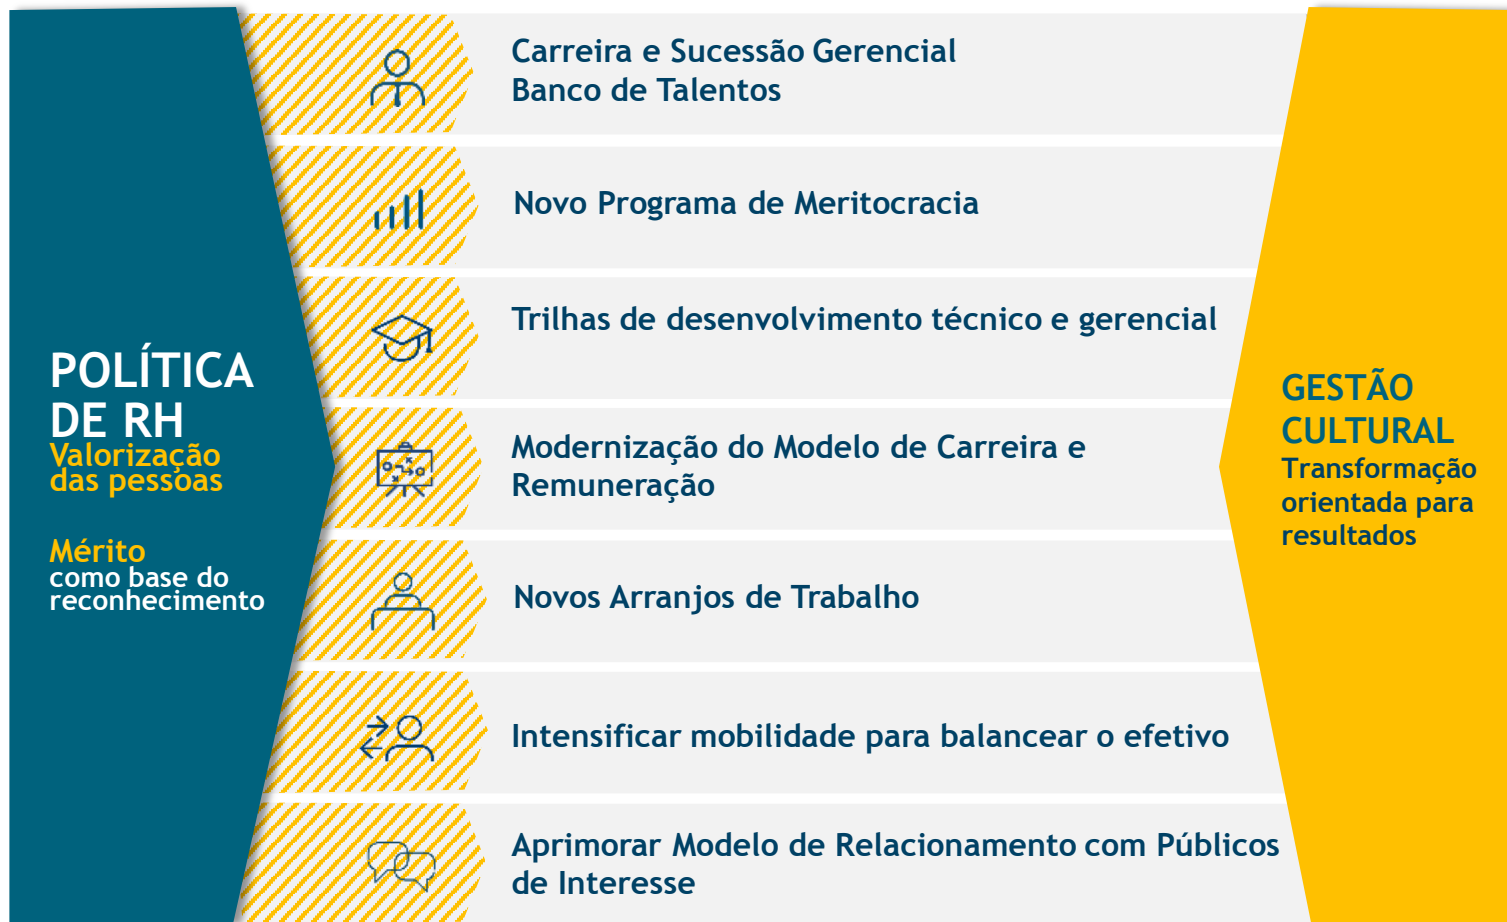 POLÍTICA
DE RH
Valorização
das pessoas
Mérito
como base do
reconhecimento
Carreira e Sucessão Gerencial
Banco de Talentos
Novo Programa de Meritocracia
Trilhas de desenvolvimento técnico e gerencial
Modernização do Modelo de Carreira e
Remuneração
Novos Arranjos de Trabalho
Intensificar mobilidade para balancear o efetivo
Aprimorar Modelo de Relacionamento com Públicos
de Interesse
GESTÃO
CULTURAL
Transformação
orientada para
resultados